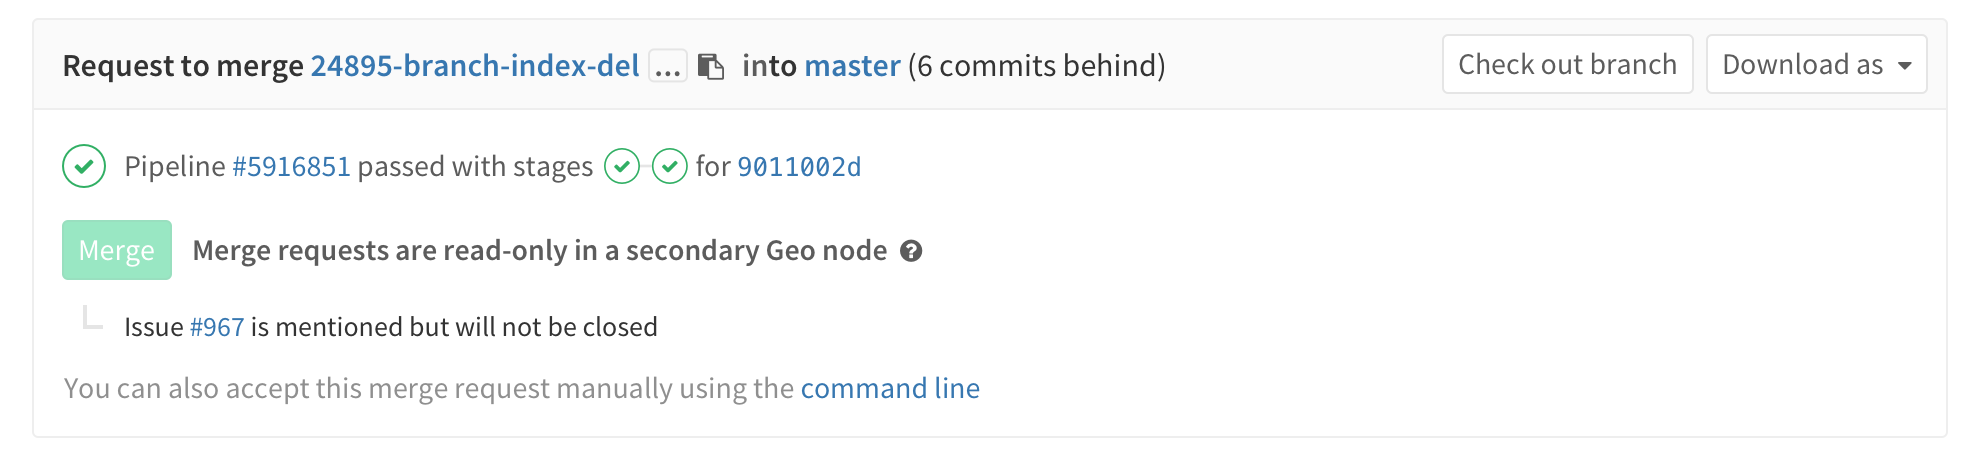 Request to merge 24895-branch-index-del ... into master (6 commits behind) Check out branch Download as
Pipeline #5916851 passed with stages for 9011002d
Merge Merge requests are read-only in a secondary Geo node ?
Issue #967 is mentioned but will not be closed
You can also accept this merge request manually using the command line